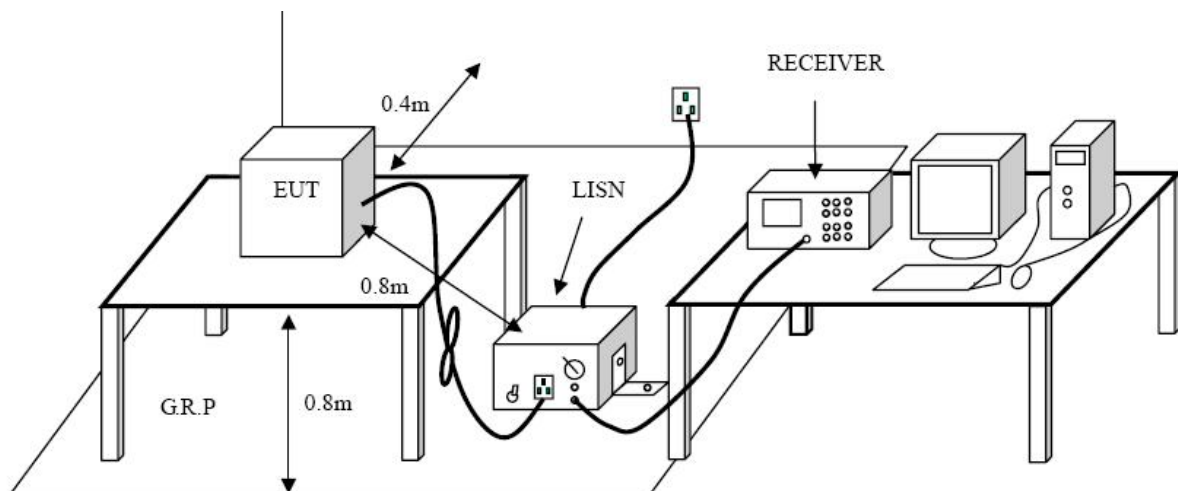 RECEIVER
0.4m
EUT
LISN
0.8m
G.R.P
0.8m